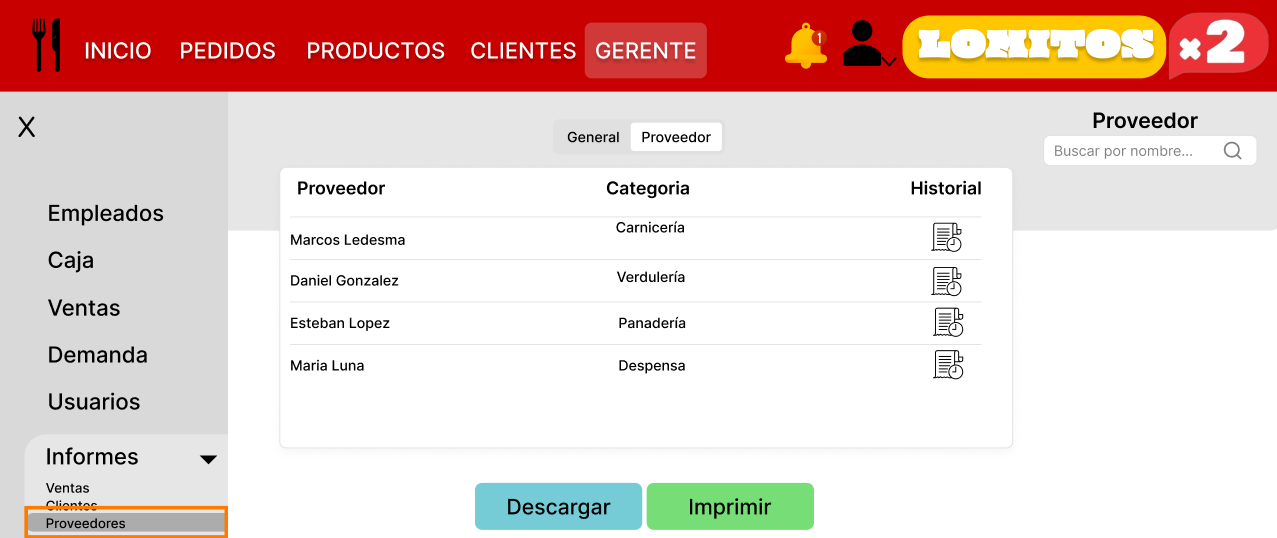 INICIO PEDIDOS PRODUCTOS CLIENTES GERENTE 1 LOMITOS x2
X
General Proveedor
Proveedor
Buscar por nombre...
Proveedor Categoria Historial
Marcos Ledesma Carnicería
Daniel Gonzalez Verdulería
Esteban Lopez Panadería
Maria Luna Despensa
Empleados
Caja
Ventas
Demanda
Usuarios
Informes
Ventas
Clientes
Proveedores
Descargar Imprimir